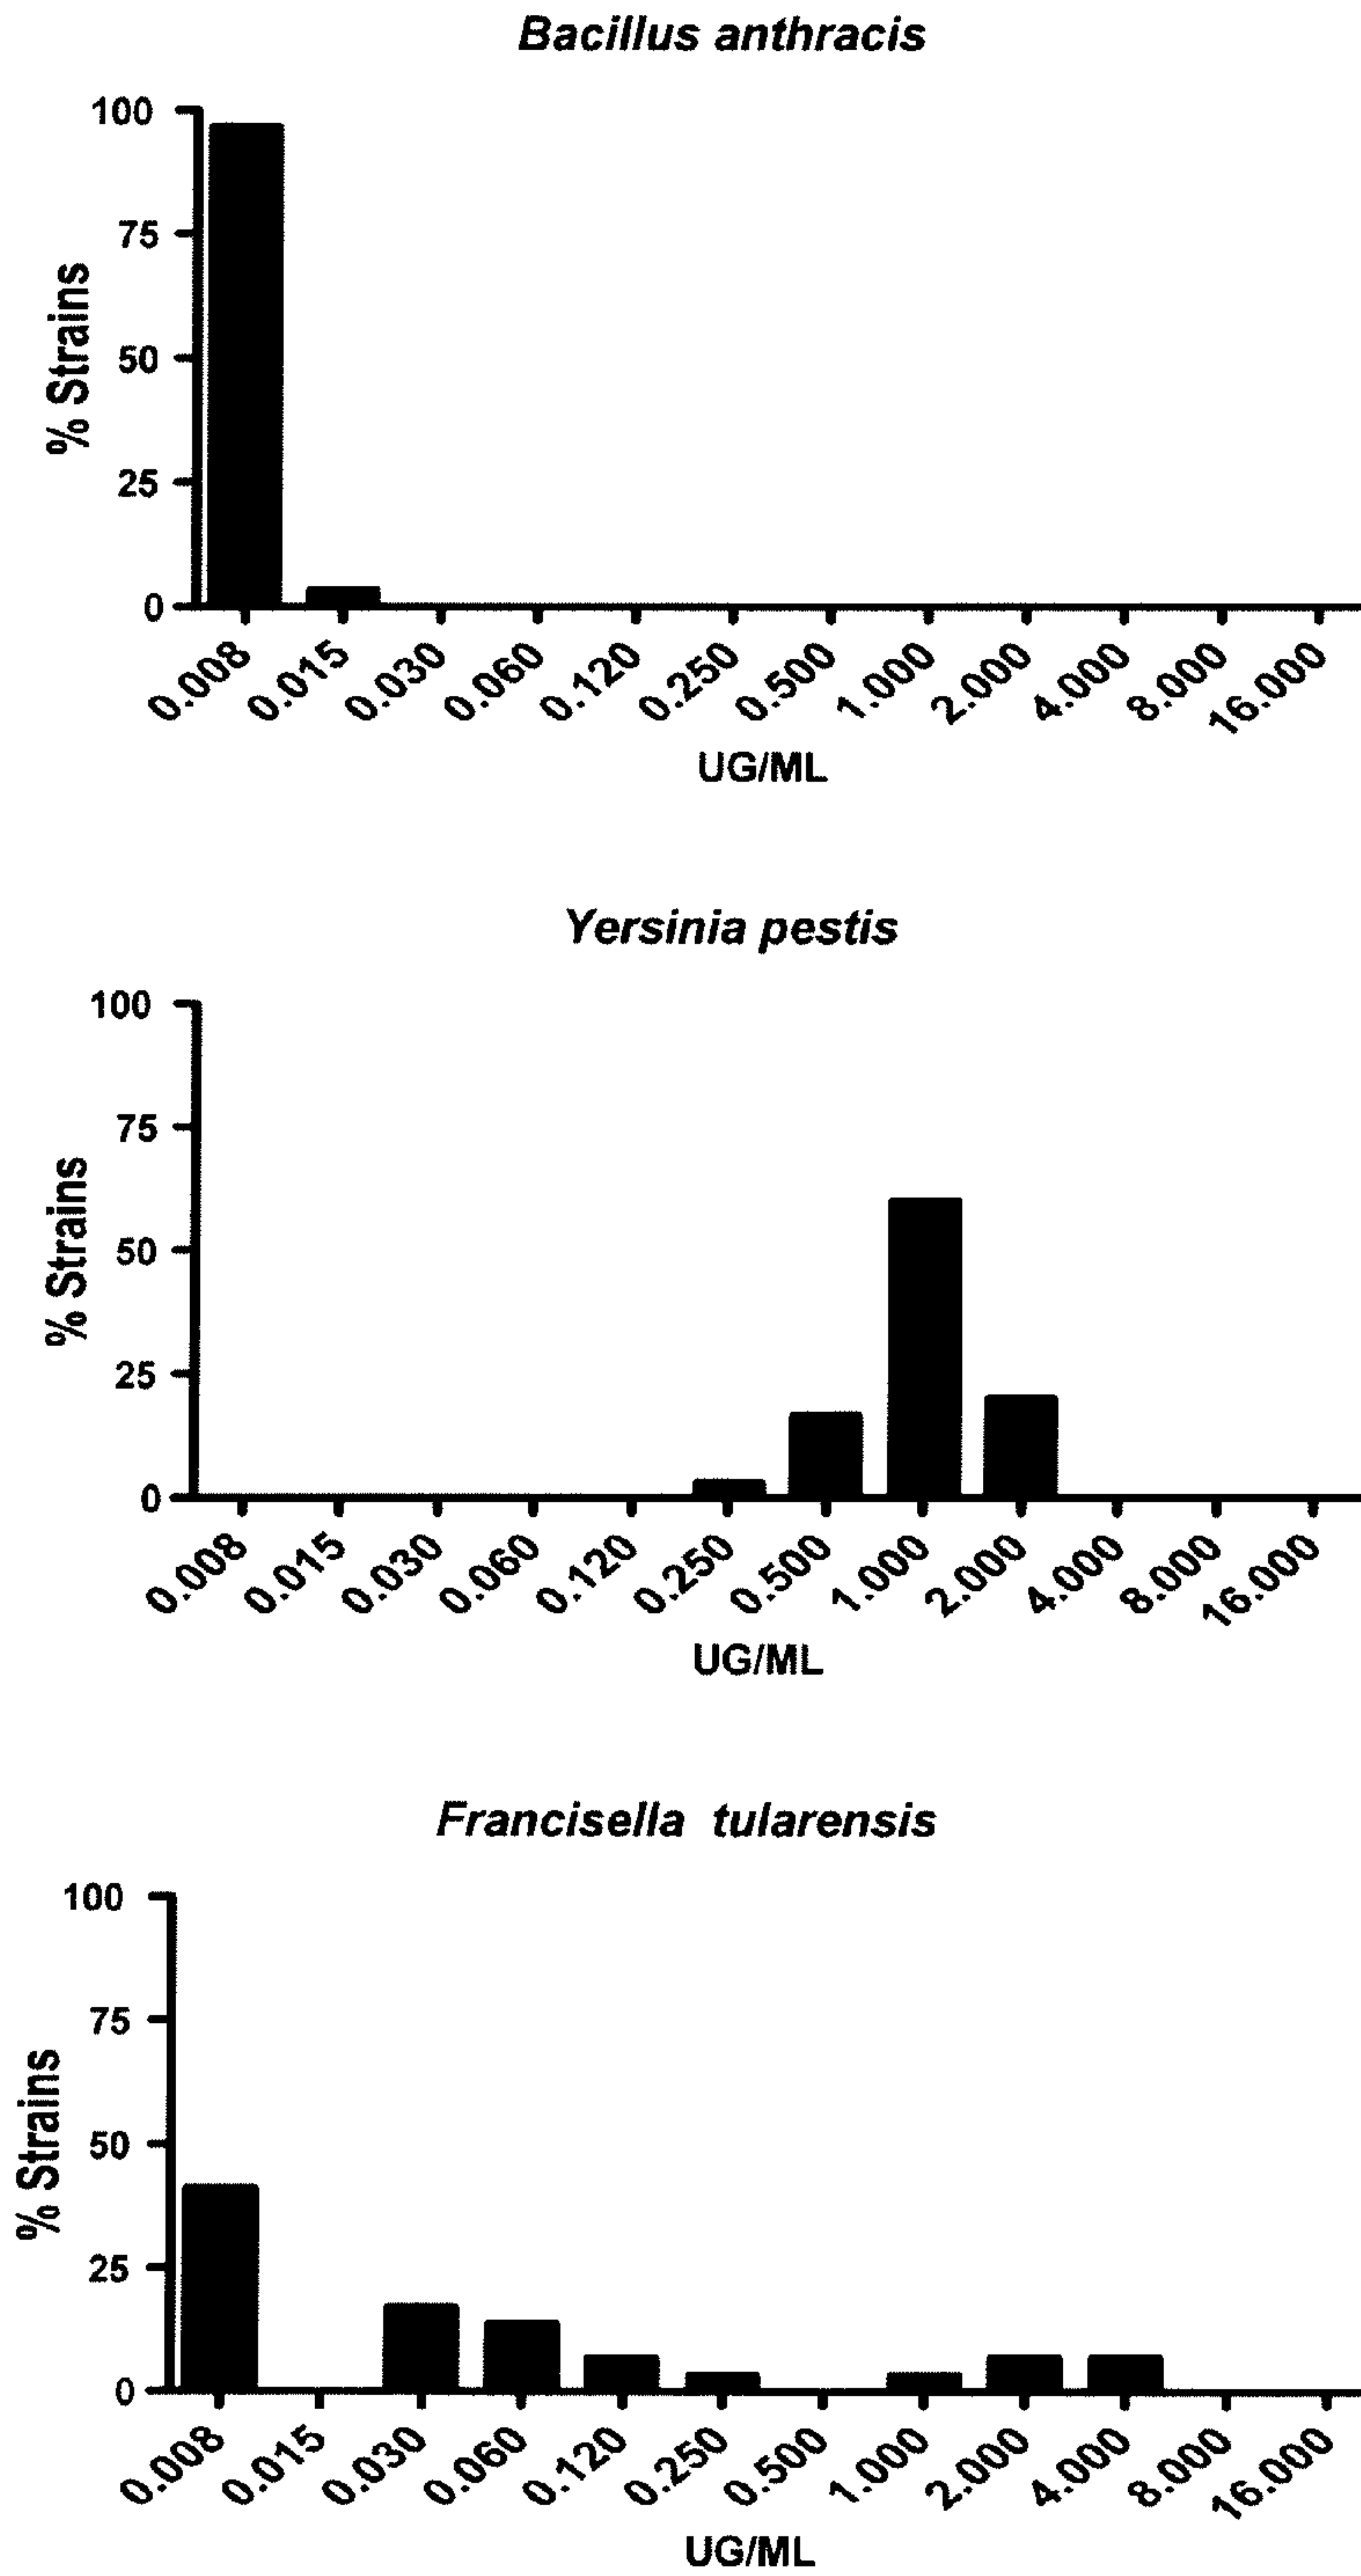 Bacillus anthracis
100
75
50
25
0
% Strains
0.008 0.015 0.030 0.060 0.120 0.250 0.500 1.000 2.000 4.000 8.000 16.000
UG/ML
Yersinia pestis
100
75
50
25
0
% Strains
0.008 0.015 0.030 0.060 0.120 0.250 0.500 1.000 2.000 4.000 8.000 16.000
UG/ML
Francisella tularensis
100
75
50
25
0
% Strains
0.008 0.015 0.030 0.060 0.120 0.250 0.500 1.000 2.000 4.000 8.000 16.000
UG/ML